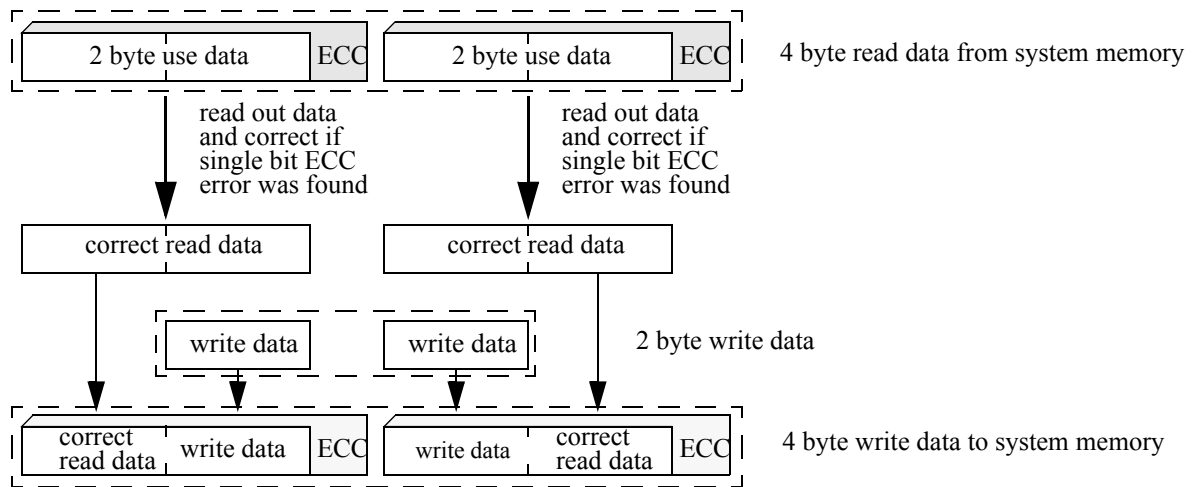 2 byte use data
ECC
2 byte use data
ECC
4 byte read data from system memory
read out data
and correct if
single bit ECC
error was found
read out data
and correct if
single bit ECC
error was found
correct read data
correct read data
write data
write data
2 byte write data
correct
read data
write data
ECC
write data
correct
read data
ECC
4 byte write data to system memory